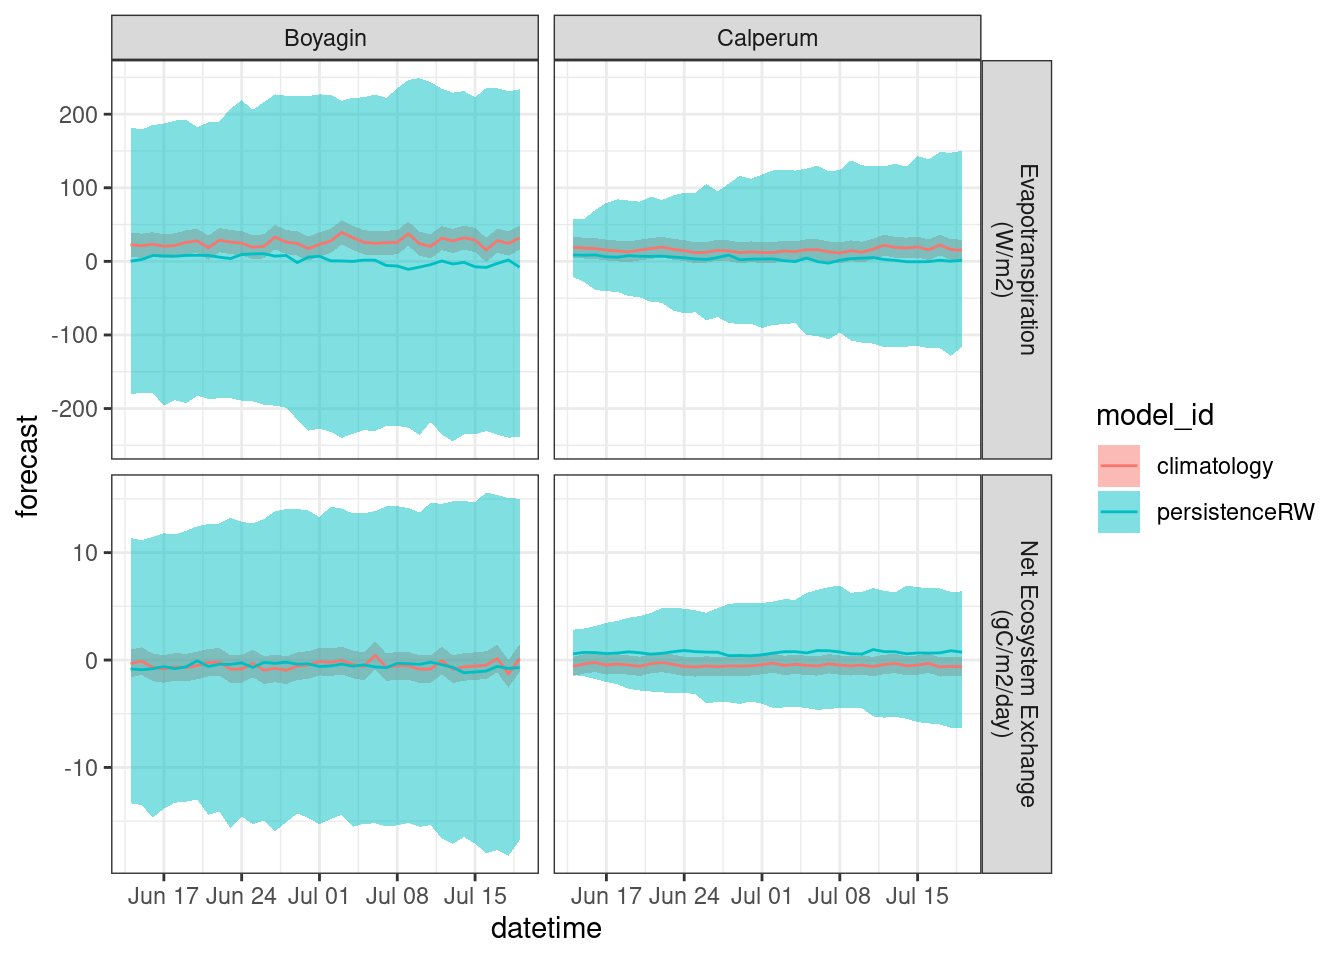 Boyagin
Calperum
200
100
0
-100
-200
Evapotranspiration
(W/m2)
10
0
-10
Net Ecosystem Exchange
(gC/m2/day)
forecast
Jun 17 Jun 24 Jul 01 Jul 08 Jul 15
Jun 17 Jun 24 Jul 01 Jul 08 Jul 15
datetime
model_id
climatology
persistenceRW